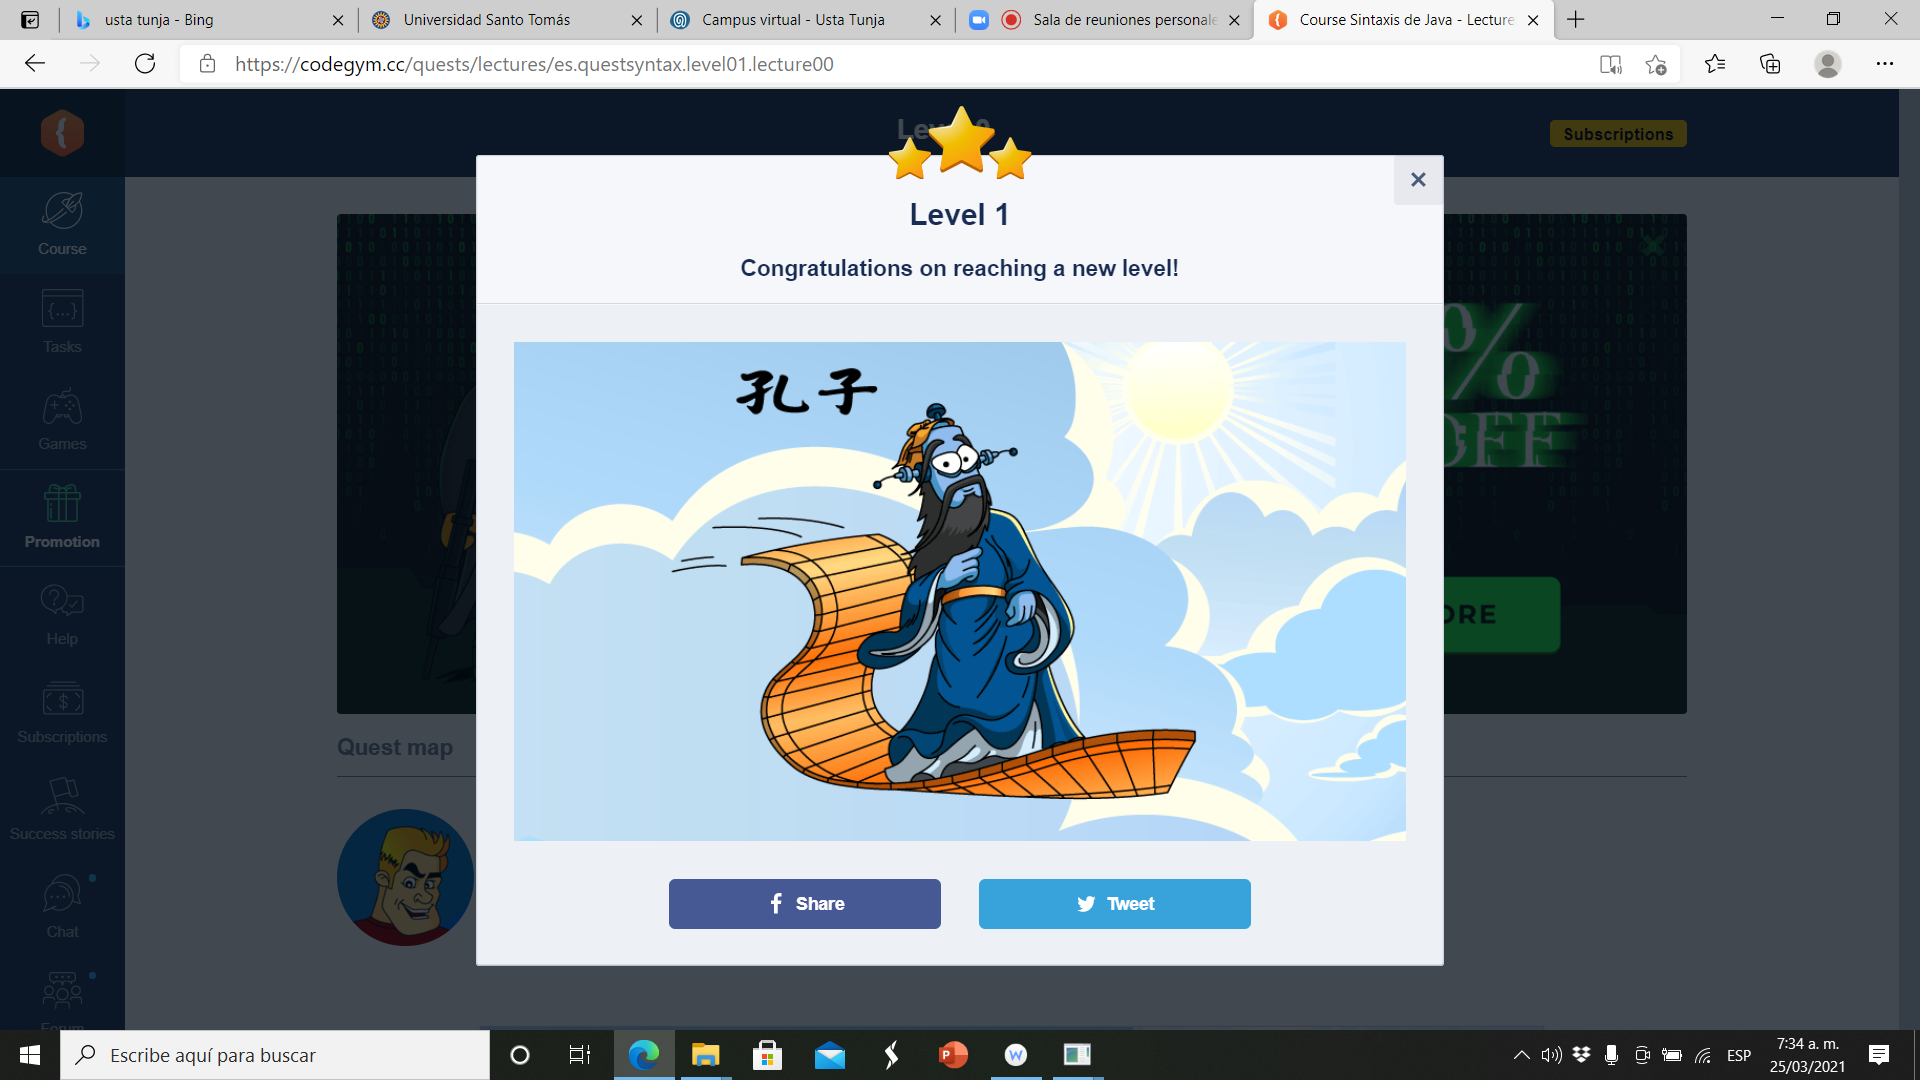 usta tunja - Bing
Universidad Santo Tomás
Campus virtual - Usta Tunja
Sala de reuniones personale
Course Sintaxis de Java - Lecture
https://codegym.cc/quests/lectures/es.questsyntax.level01.lecture00
Subscriptions
Level 1
Congratulations on reaching a new level!
孔子
Course
Tasks
Games
Promotion
Help
Subscriptions
Success stories
Chat
Forum
%
OFF
ORE
Quest map
Share
Tweet
Escribe aquí para buscar
ESP
7:34 a. m.
25/03/2021